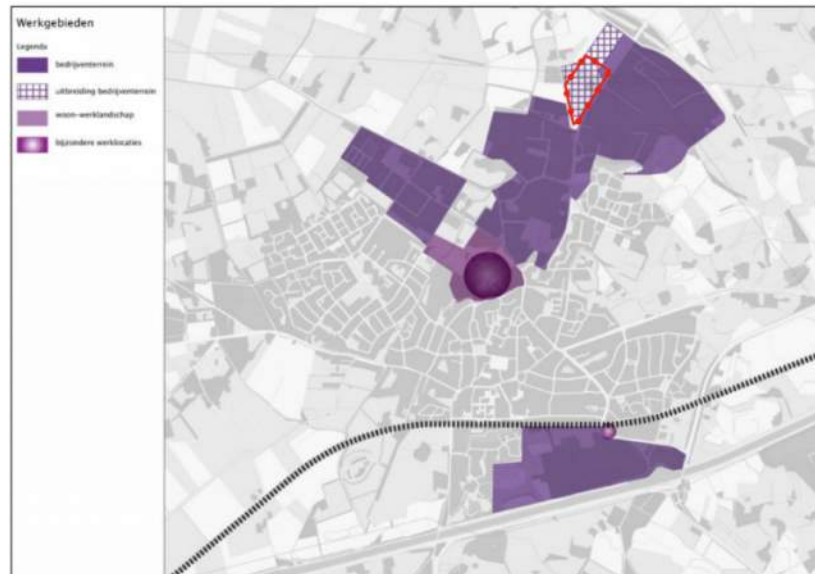 Werkgebieden
Legenda
bedrijventerrein
uitbreiding bedrijventerrein
woon-werklandschap
bijzondere werklocaties